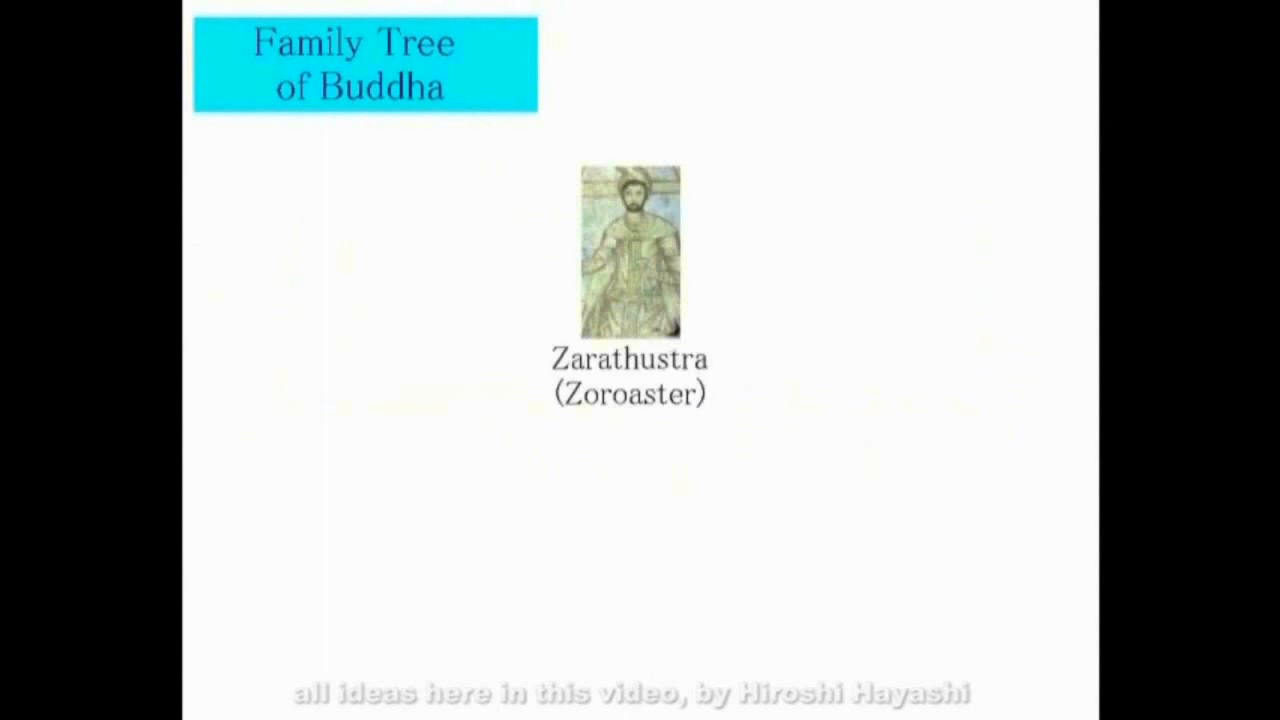 Family Tree
of Buddha
Zarathustra
(Zoroaster)
all ideas here in this video, by Hiroshi Hayashi